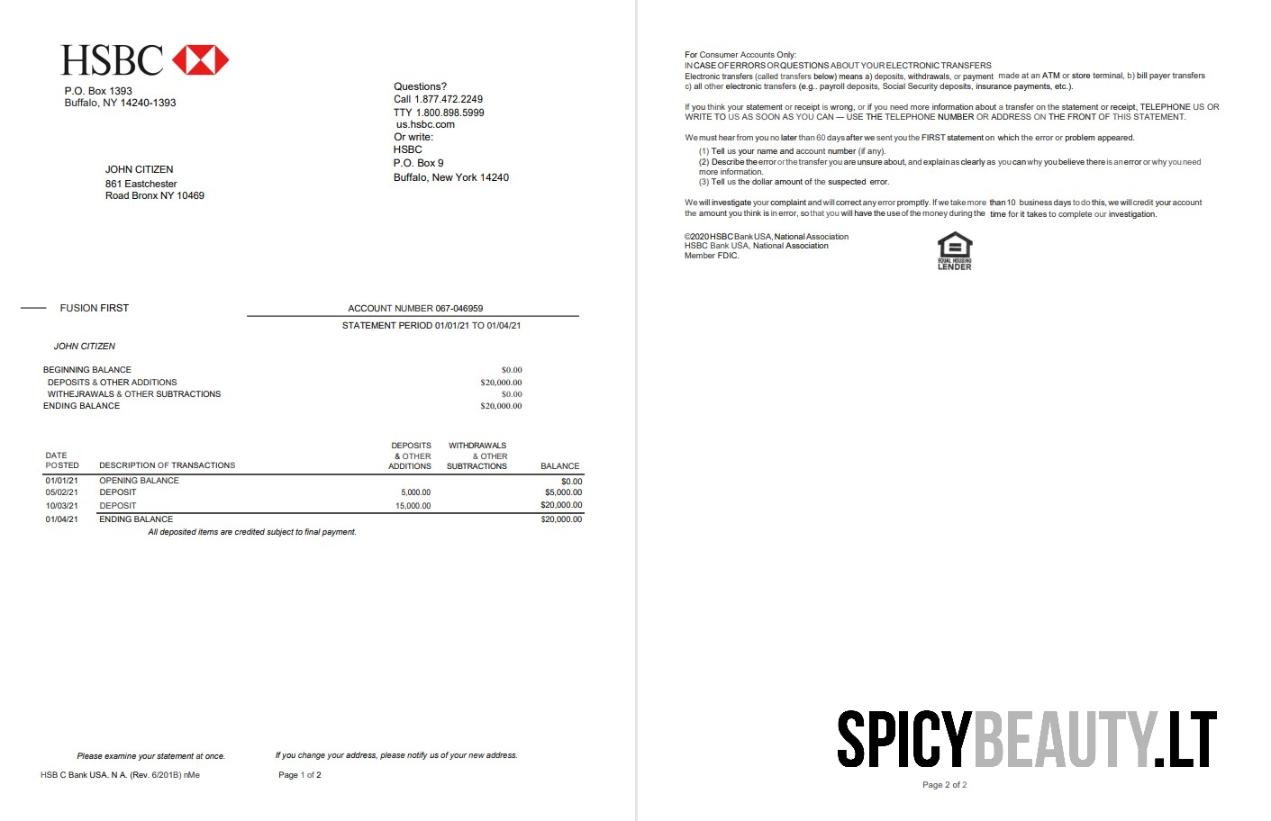 HSBC
P.O. Box 1393
Buffalo, NY 14240-1393
Questions?
Call 1.877.472.2249
TTY 1.800.898.5999
us.hsbc.com
Or write:
HSBC
P.O. Box 9
Buffalo, New York 14240
JOHN CITIZEN
861 Eastchester
Road Bronx NY 10469
FUSION FIRST
ACCOUNT NUMBER 067-046959
STATEMENT PERIOD 01/01/21 TO 01/04/21
JOHN CITIZEN
BEGINNING BALANCE $0.00
DEPOSITS & OTHER ADDITIONS $20,000.00
WITHEJRAWALS & OTHER SUBTRACTIONS $0.00
ENDING BALANCE $20,000.00
DATE POSTED DESCRIPTION OF TRANSACTIONS DEPOSITS & OTHER ADDITIONS WITHDRAWALS & OTHER SUBTRACTIONS BALANCE
01/01/21 OPENING BALANCE $0.00
05/02/21 DEPOSIT 5,000.00 $5,000.00
10/03/21 DEPOSIT 15,000.00 $20,000.00
01/04/21 ENDING BALANCE $20,000.00
All deposited items are credited subject to final payment.
Please examine your statement at once. If you change your address, please notify us of your new address.
HSB C Bank USA. N A. (Rev. 6/201B) nMe Page 1 of 2
For Consumer Accounts Only:
IN CASE OF ERRORS OR QUESTIONS ABOUT YOUR ELECTRONIC TRANSFERS
Electronic transfers (called transfers below) means a) deposits, withdrawals, or payment made at an ATM or store terminal, b) bill payer transfers
c) all other electronic transfers (e.g.. payroll deposits, Social Security deposits, insurance payments, etc.).
If you think your statement or receipt is wrong, or if you need more information about a transfer on the statement or receipt, TELEPHONE US OR
WRITE TO US AS SOON AS YOU CAN — USE THE TELEPHONE NUMBER OR ADDRESS ON THE FRONT OF THIS STATEMENT.
We must hear from you no later than 60 days after we sent you the FIRST statement on which the error or problem appeared.
(1) Tell us your name and account number (if any).
(2) Describe the error or the transfer you are unsure about, and explain as clearly as you can why you believe there is an error or why you need
more information.
(3) Tell us the dollar amount of the suspected error.
We will investigate your complaint and will correct any error promptly. If we take more than 10 business days to do this, we will credit your account
the amount you think is in error, so that you will have the use of the money during the time for it takes to complete our investigation.
©2020 HSBC Bank USA, National Association
HSBC Bank USA, National Association
Member FDIC.
EQUAL HOUSING
LENDER
SPICYBEAUTY.LT
Page 2 of 2